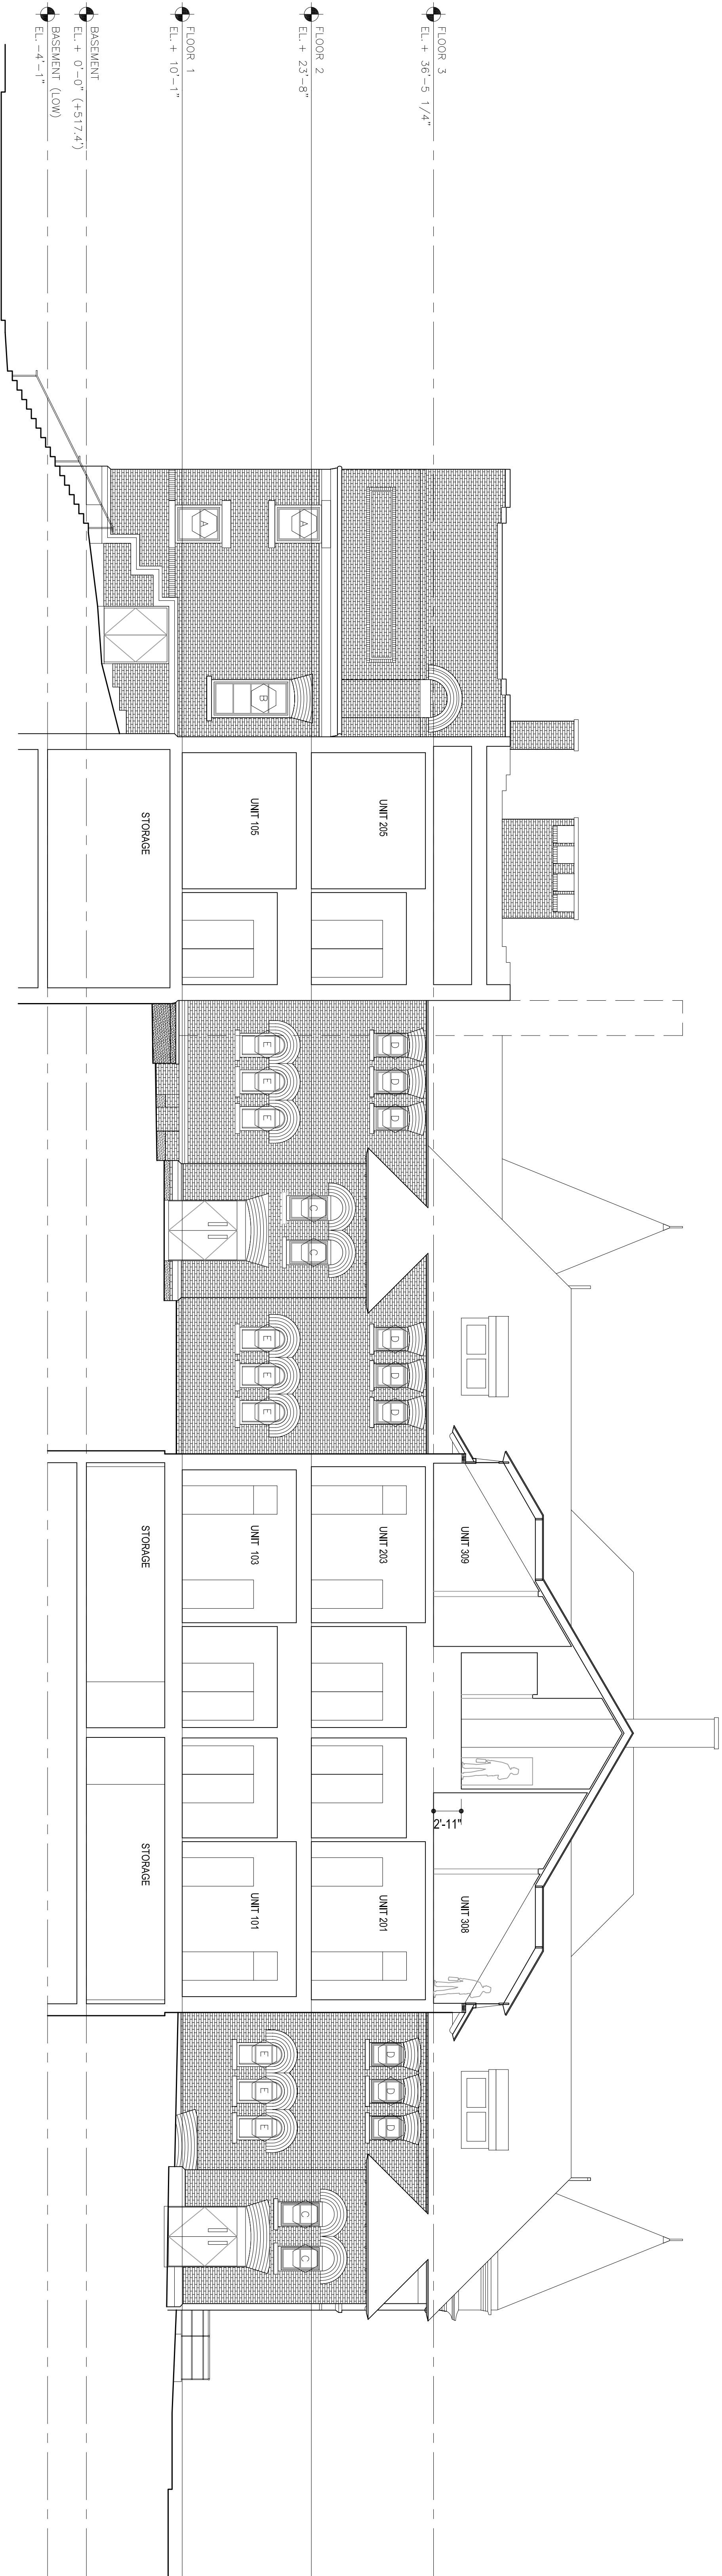 FLOOR 3
EL. + 36'-5 1/4"
FLOOR 2
EL. + 23'-8"
FLOOR 1
EL. + 10'-1"
BASEMENT
EL. + 0'-0" (+517.4')
BASEMENT (LOW)
EL. -4'-1"
A
A
B
UNIT 205
UNIT 105
STORAGE
D
D
D
E
E
E
C
C
D
D
D
E
E
E
UNIT 309
UNIT 203
UNIT 103
STORAGE
2'-11"
UNIT 308
UNIT 201
UNIT 101
STORAGE
D
D
D
E
E
E
C
C